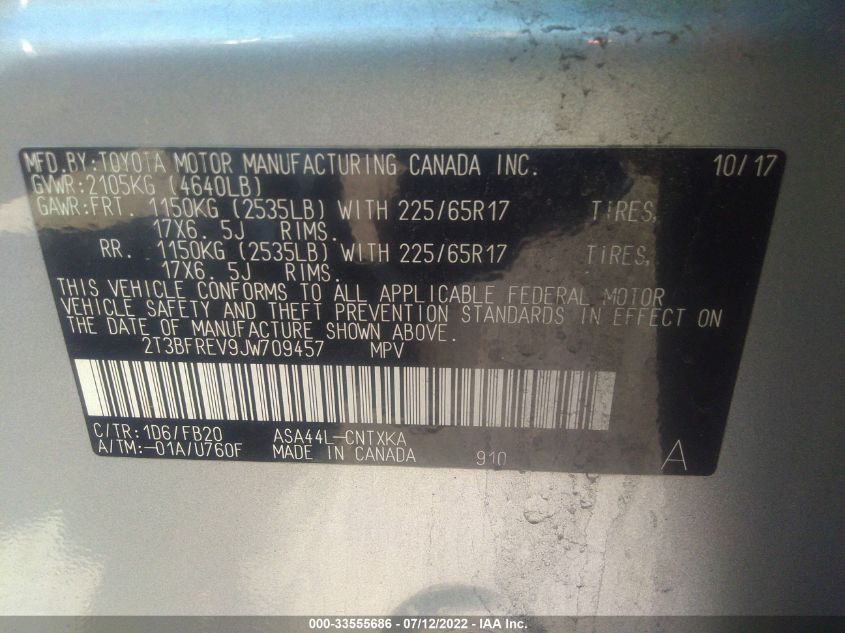 MFD.BY:TOYOTA MOTOR MANUFACTURING CANADA INC. 10/17
GVWR:2105KG (4640LB)
GAWR:FRT. 1150KG (2535LB) WITH 225/65R17 TIRES,
17X6.5J RIMS.
RR. 1150KG (2535LB) WITH 225/65R17 TIRES,
17X6.5J RIMS.
THIS VEHICLE CONFORMS TO ALL APPLICABLE FEDERAL MOTOR
VEHICLE SAFETY AND THEFT PREVENTION STANDARDS IN EFFECT ON
THE DATE OF MANUFACTURE SHOWN ABOVE.
2T3BFREV9JW709457 MPV
C/TR:1D6/FB20 ASA44L-CNTXKA
A/TM:-01A/U760F MADE IN CANADA 910 A
000-33555686 - 07/12/2022 - IAA Inc.